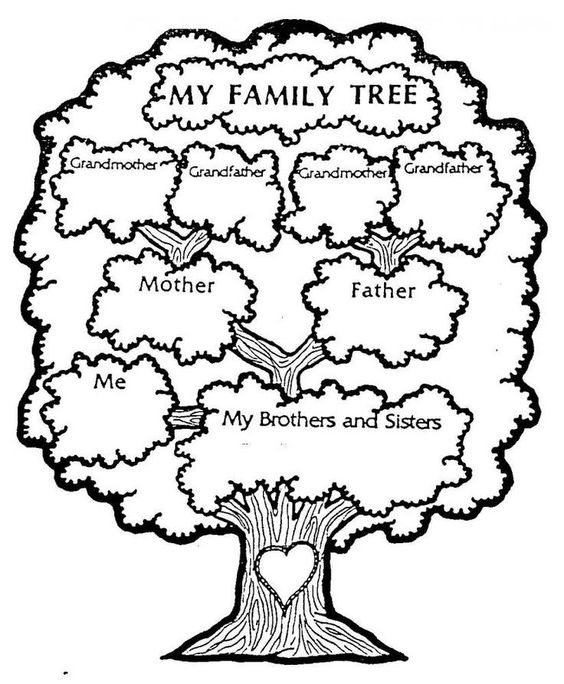 MY FAMILY TREE
Grandmother
Grandfather
Grandmother
Grandfather
Mother
Father
Me
My Brothers and Sisters